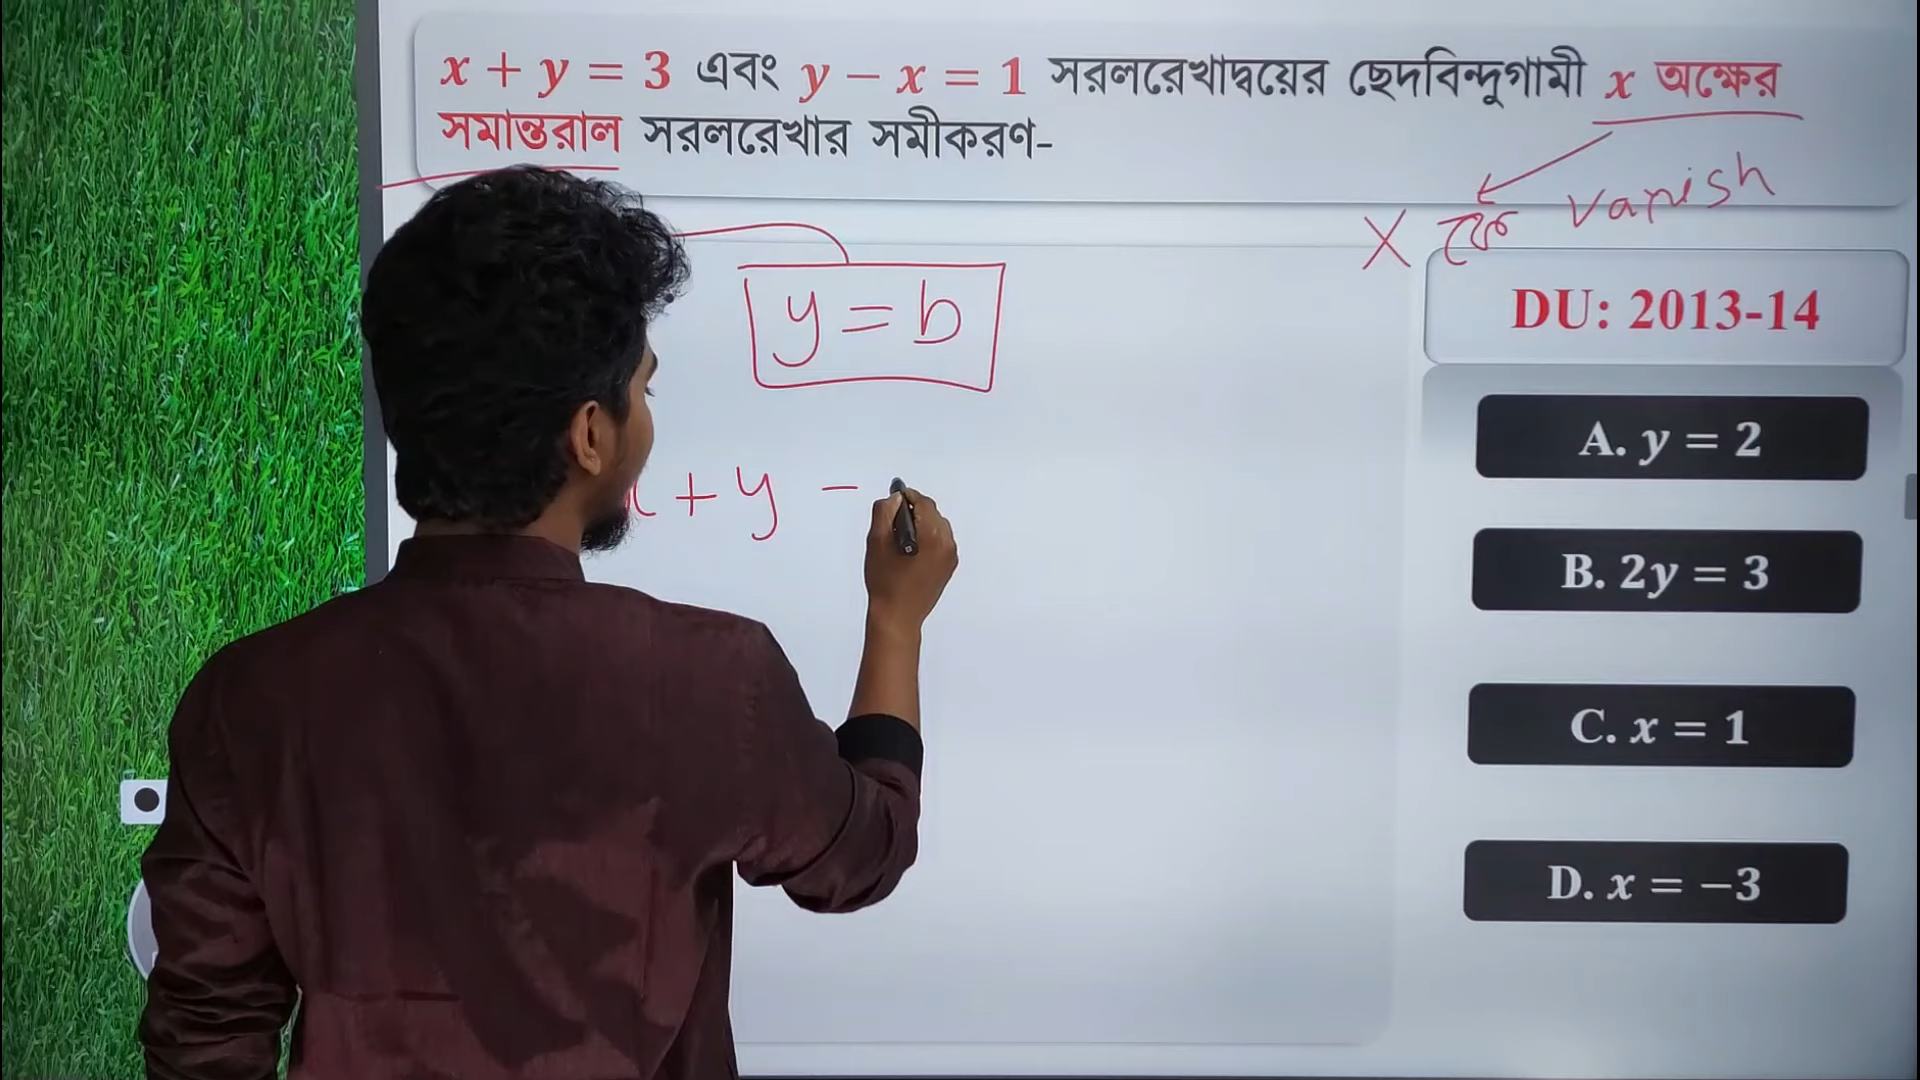 x + y = 3 এবং y − x = 1 সরলরেখাদ্বয়ের ছেদবিন্দুগামী x অক্ষের
সমান্তরাল সরলরেখার সমীকরণ-
X কে vanish
y = b
DU: 2013-14
A. y = 2
x + y −
B. 2y = 3
C. x = 1
D. x = −3